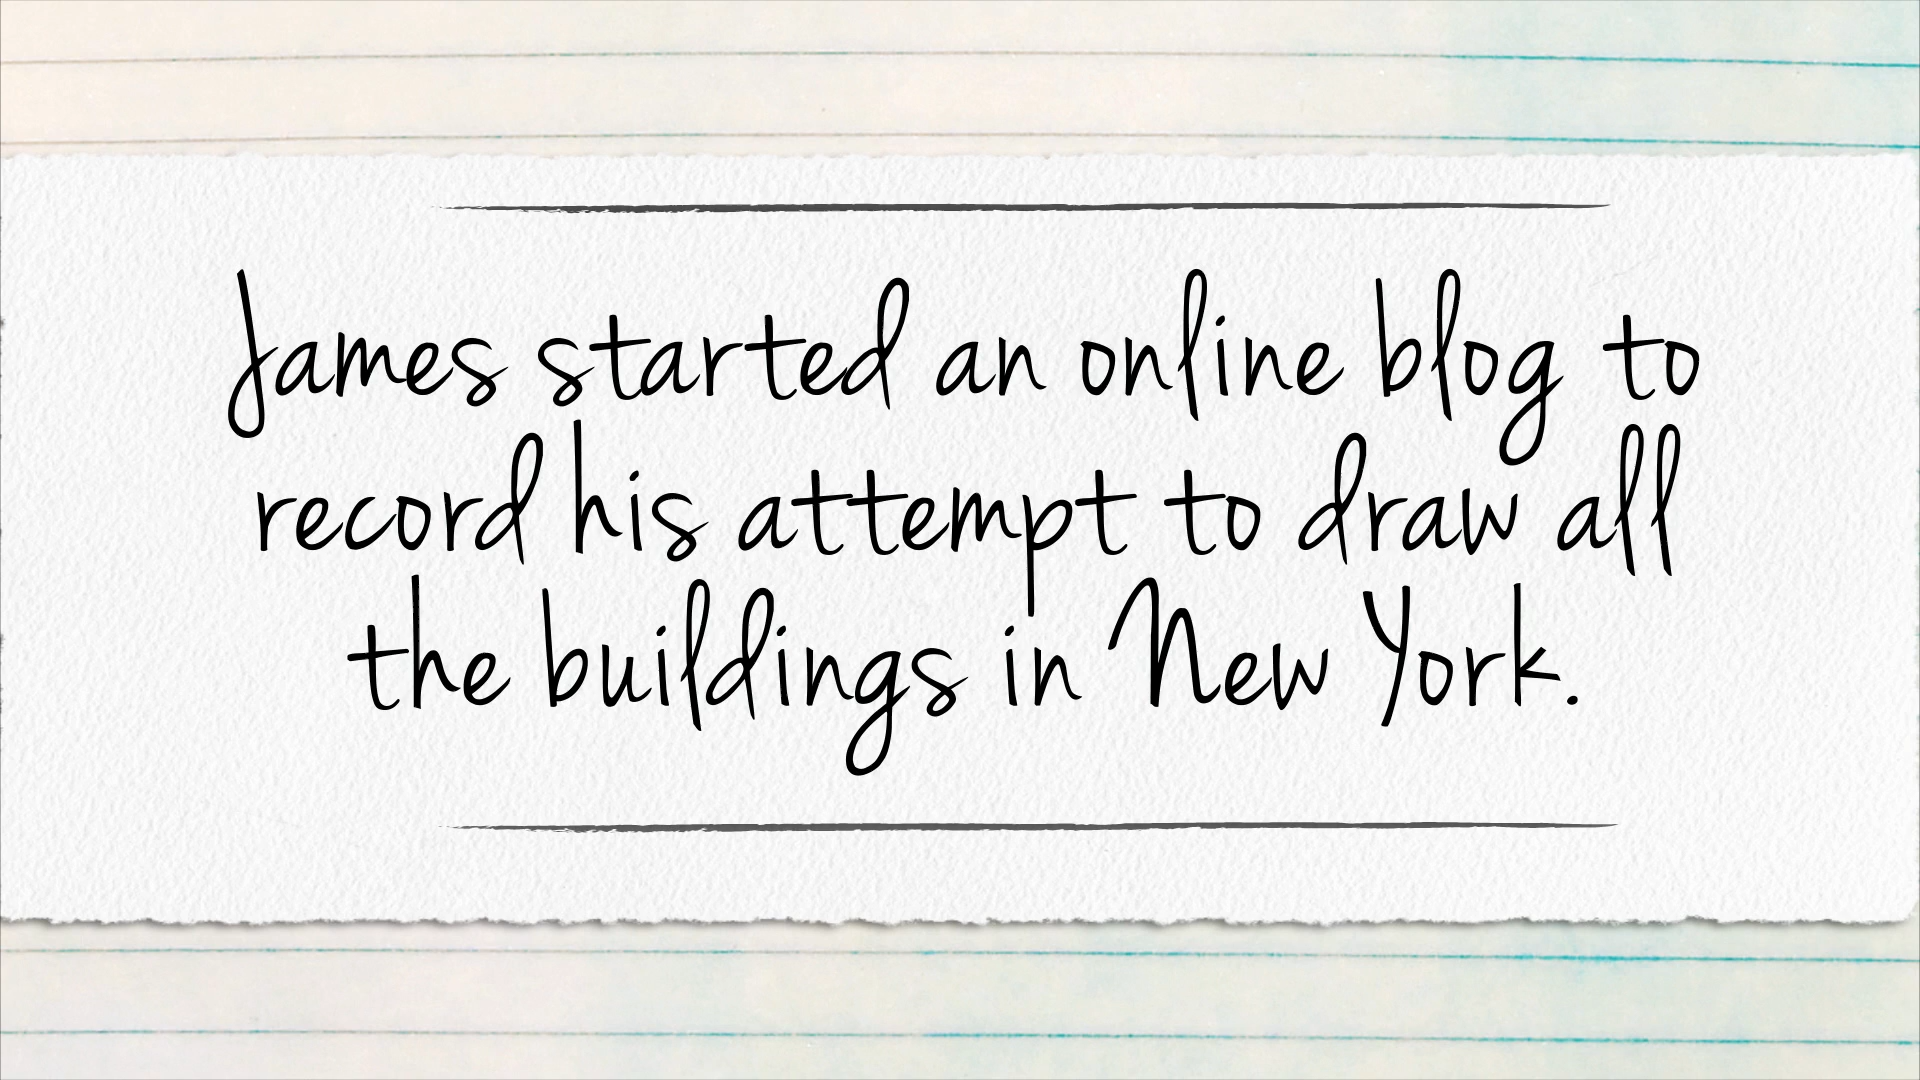 James started an online blog to
record his attempt to draw all
the buildings in New York.